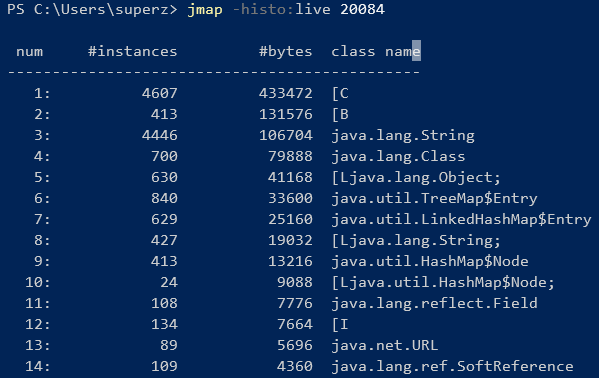 PS C:\Users\superz> jmap -histo:live 20084
num #instances #bytes class name
----------------------------------------------
1: 4607 433472 [C
2: 413 131576 [B
3: 4446 106704 java.lang.String
4: 700 79888 java.lang.Class
5: 630 41168 [Ljava.lang.Object;
6: 840 33600 java.util.TreeMap$Entry
7: 629 25160 java.util.LinkedHashMap$Entry
8: 427 19032 [Ljava.lang.String;
9: 413 13216 java.util.HashMap$Node
10: 24 9088 [Ljava.util.HashMap$Node;
11: 108 7776 java.lang.reflect.Field
12: 134 7664 [I
13: 89 5696 java.net.URL
14: 109 4360 java.lang.ref.SoftReference